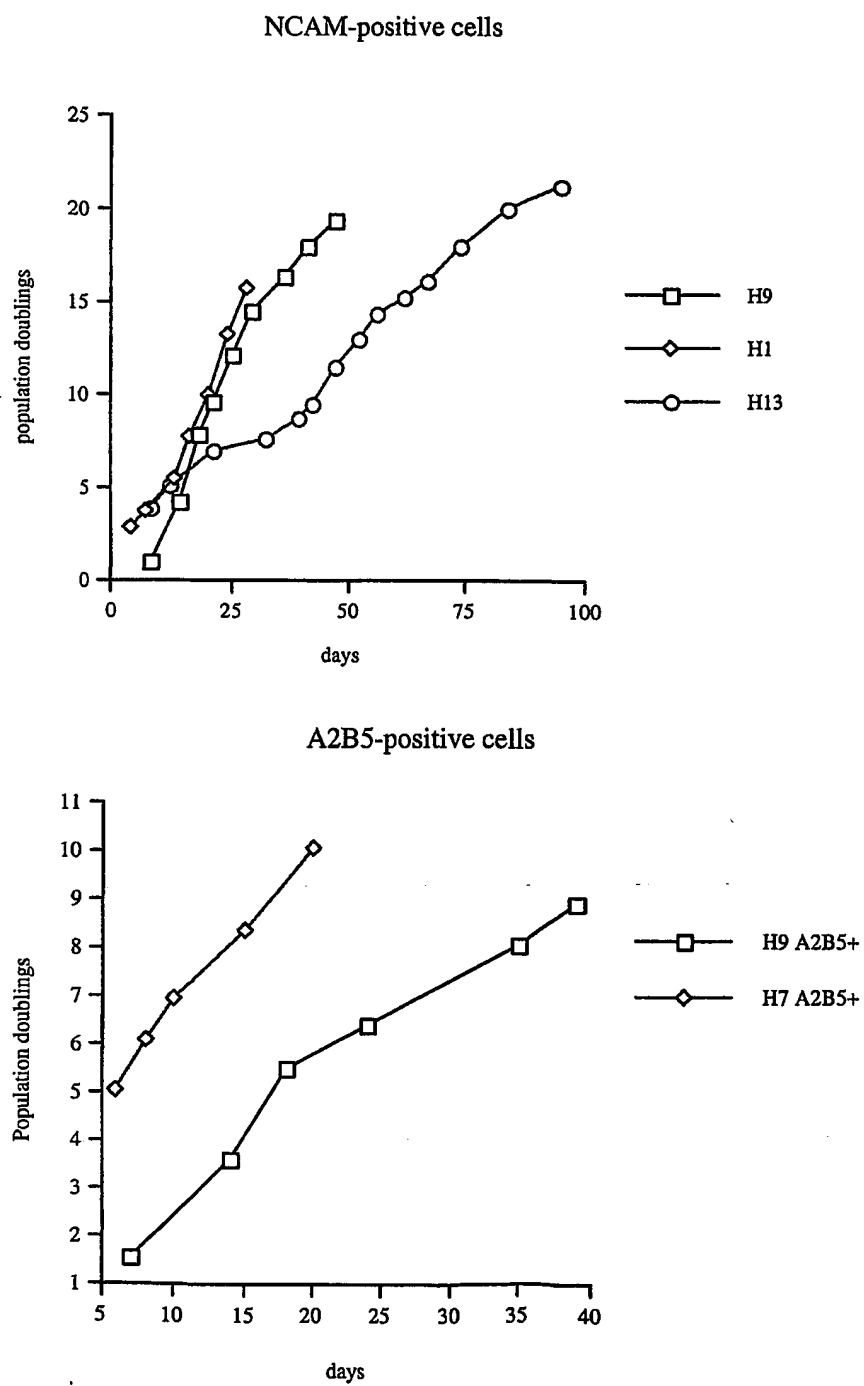 NCAM-positive cells
25
20
15
10
5
0
population doublings
0 25 50 75 100
days
H9
H1
H13
A2B5-positive cells
11
10
9
8
7
6
5
4
3
2
1
Population doublings
5 10 15 20 25 30 35 40
days
H9 A2B5+
H7 A2B5+